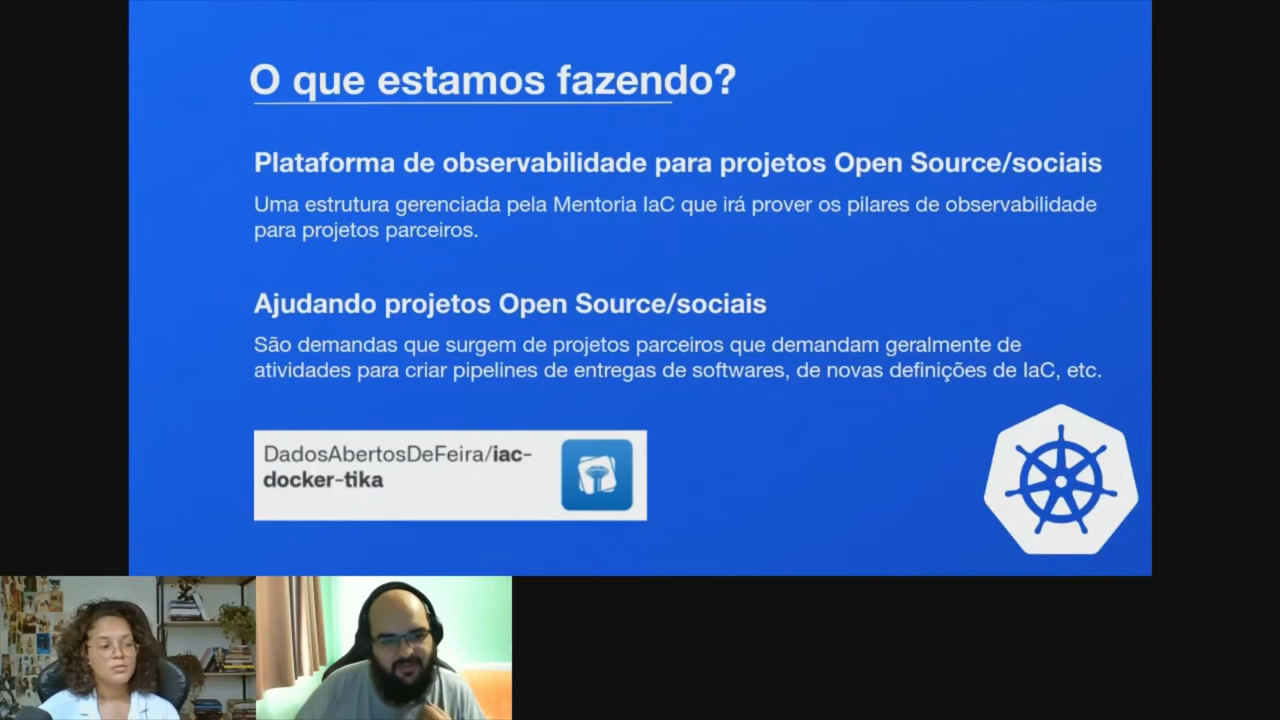 O que estamos fazendo?
Plataforma de observabilidade para projetos Open Source/sociais
Uma estrutura gerenciada pela Mentoria IaC que irá prover os pilares de observabilidade
para projetos parceiros.
Ajudando projetos Open Source/sociais
São demandas que surgem de projetos parceiros que demandam geralmente de
atividades para criar pipelines de entregas de softwares, de novas definições de IaC, etc.
DadosAbertosDeFeira/iac-
docker-tika